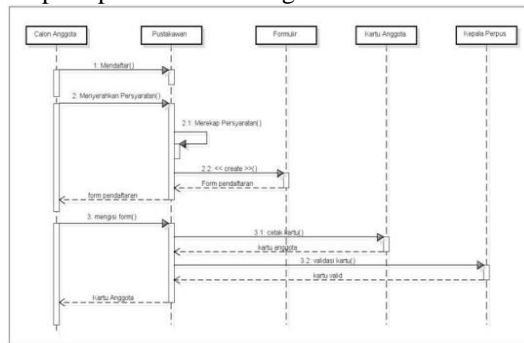 Calon Anggota
Pustakawan
Formulir
Kartu Anggota
Kepala Perpus
1: Mendaftar()
2: Menyerahkan Persyaratan()
2.1: Merekap Persyaratan()
2.2: << create >>()
Form pendaftaran
form pendaftaran
3: mengisi form()
3.1: cetak kartu()
kartu anggota
3.2: validasi kartu()
kartu valid
Kartu Anggota